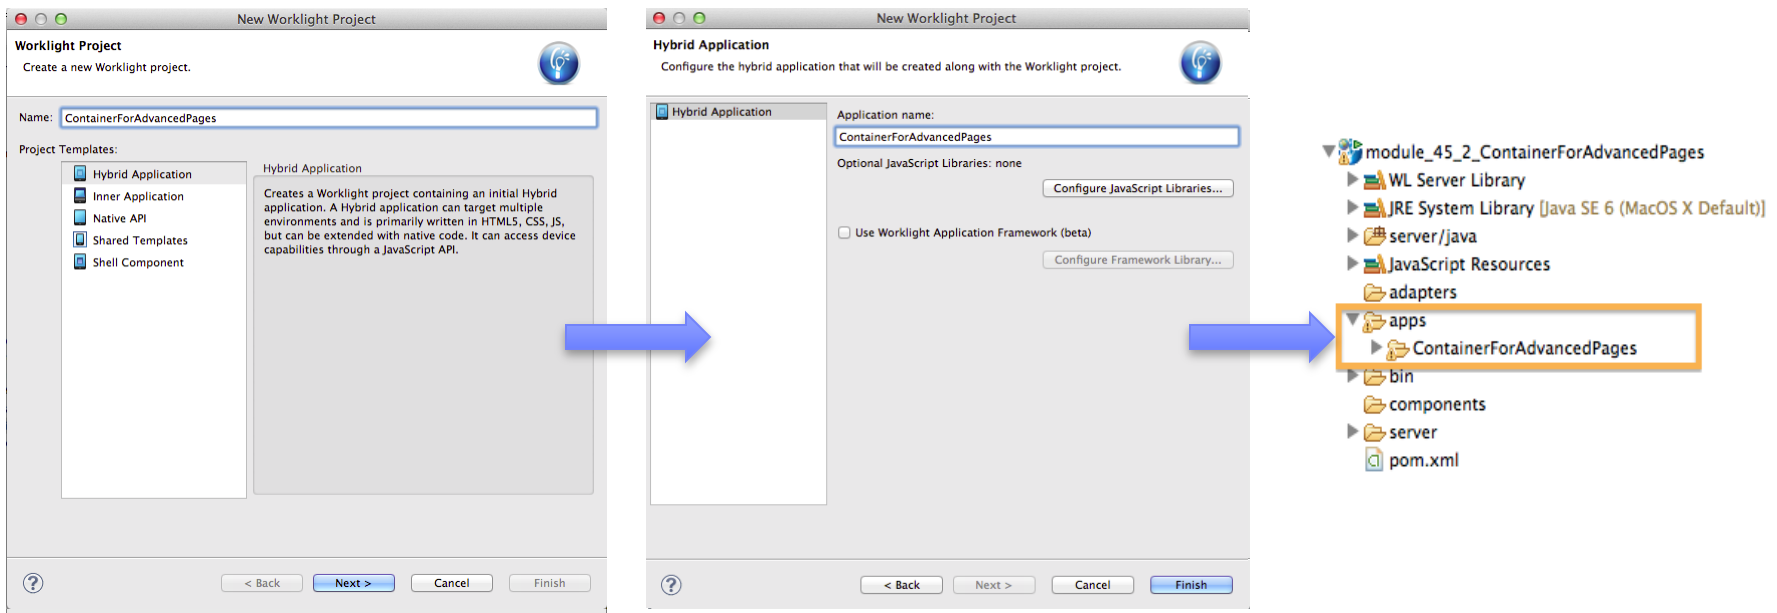 New Worklight Project
Worklight Project
Create a new Worklight project.
Name: ContainerForAdvancedPages
Project Templates:
Hybrid Application
Inner Application
Native API
Shared Templates
Shell Component
Hybrid Application
Creates a Worklight project containing an initial Hybrid
application. A Hybrid application can target multiple
environments and is primarily written in HTML5, CSS, JS,
but can be extended with native code. It can access device
capabilities through a JavaScript API.
? < Back Next > Cancel Finish
New Worklight Project
Hybrid Application
Configure the hybrid application that will be created along with the Worklight project.
Hybrid Application
Application name:
ContainerForAdvancedPages
Optional JavaScript Libraries: none
Configure JavaScript Libraries...
Use Worklight Application Framework (beta)
Configure Framework Library...
? < Back Next > Cancel Finish
module_45_2_ContainerForAdvancedPages
WL Server Library
JRE System Library [Java SE 6 (MacOS X Default)]
server/java
JavaScript Resources
adapters
apps
ContainerForAdvancedPages
bin
components
server
pom.xml